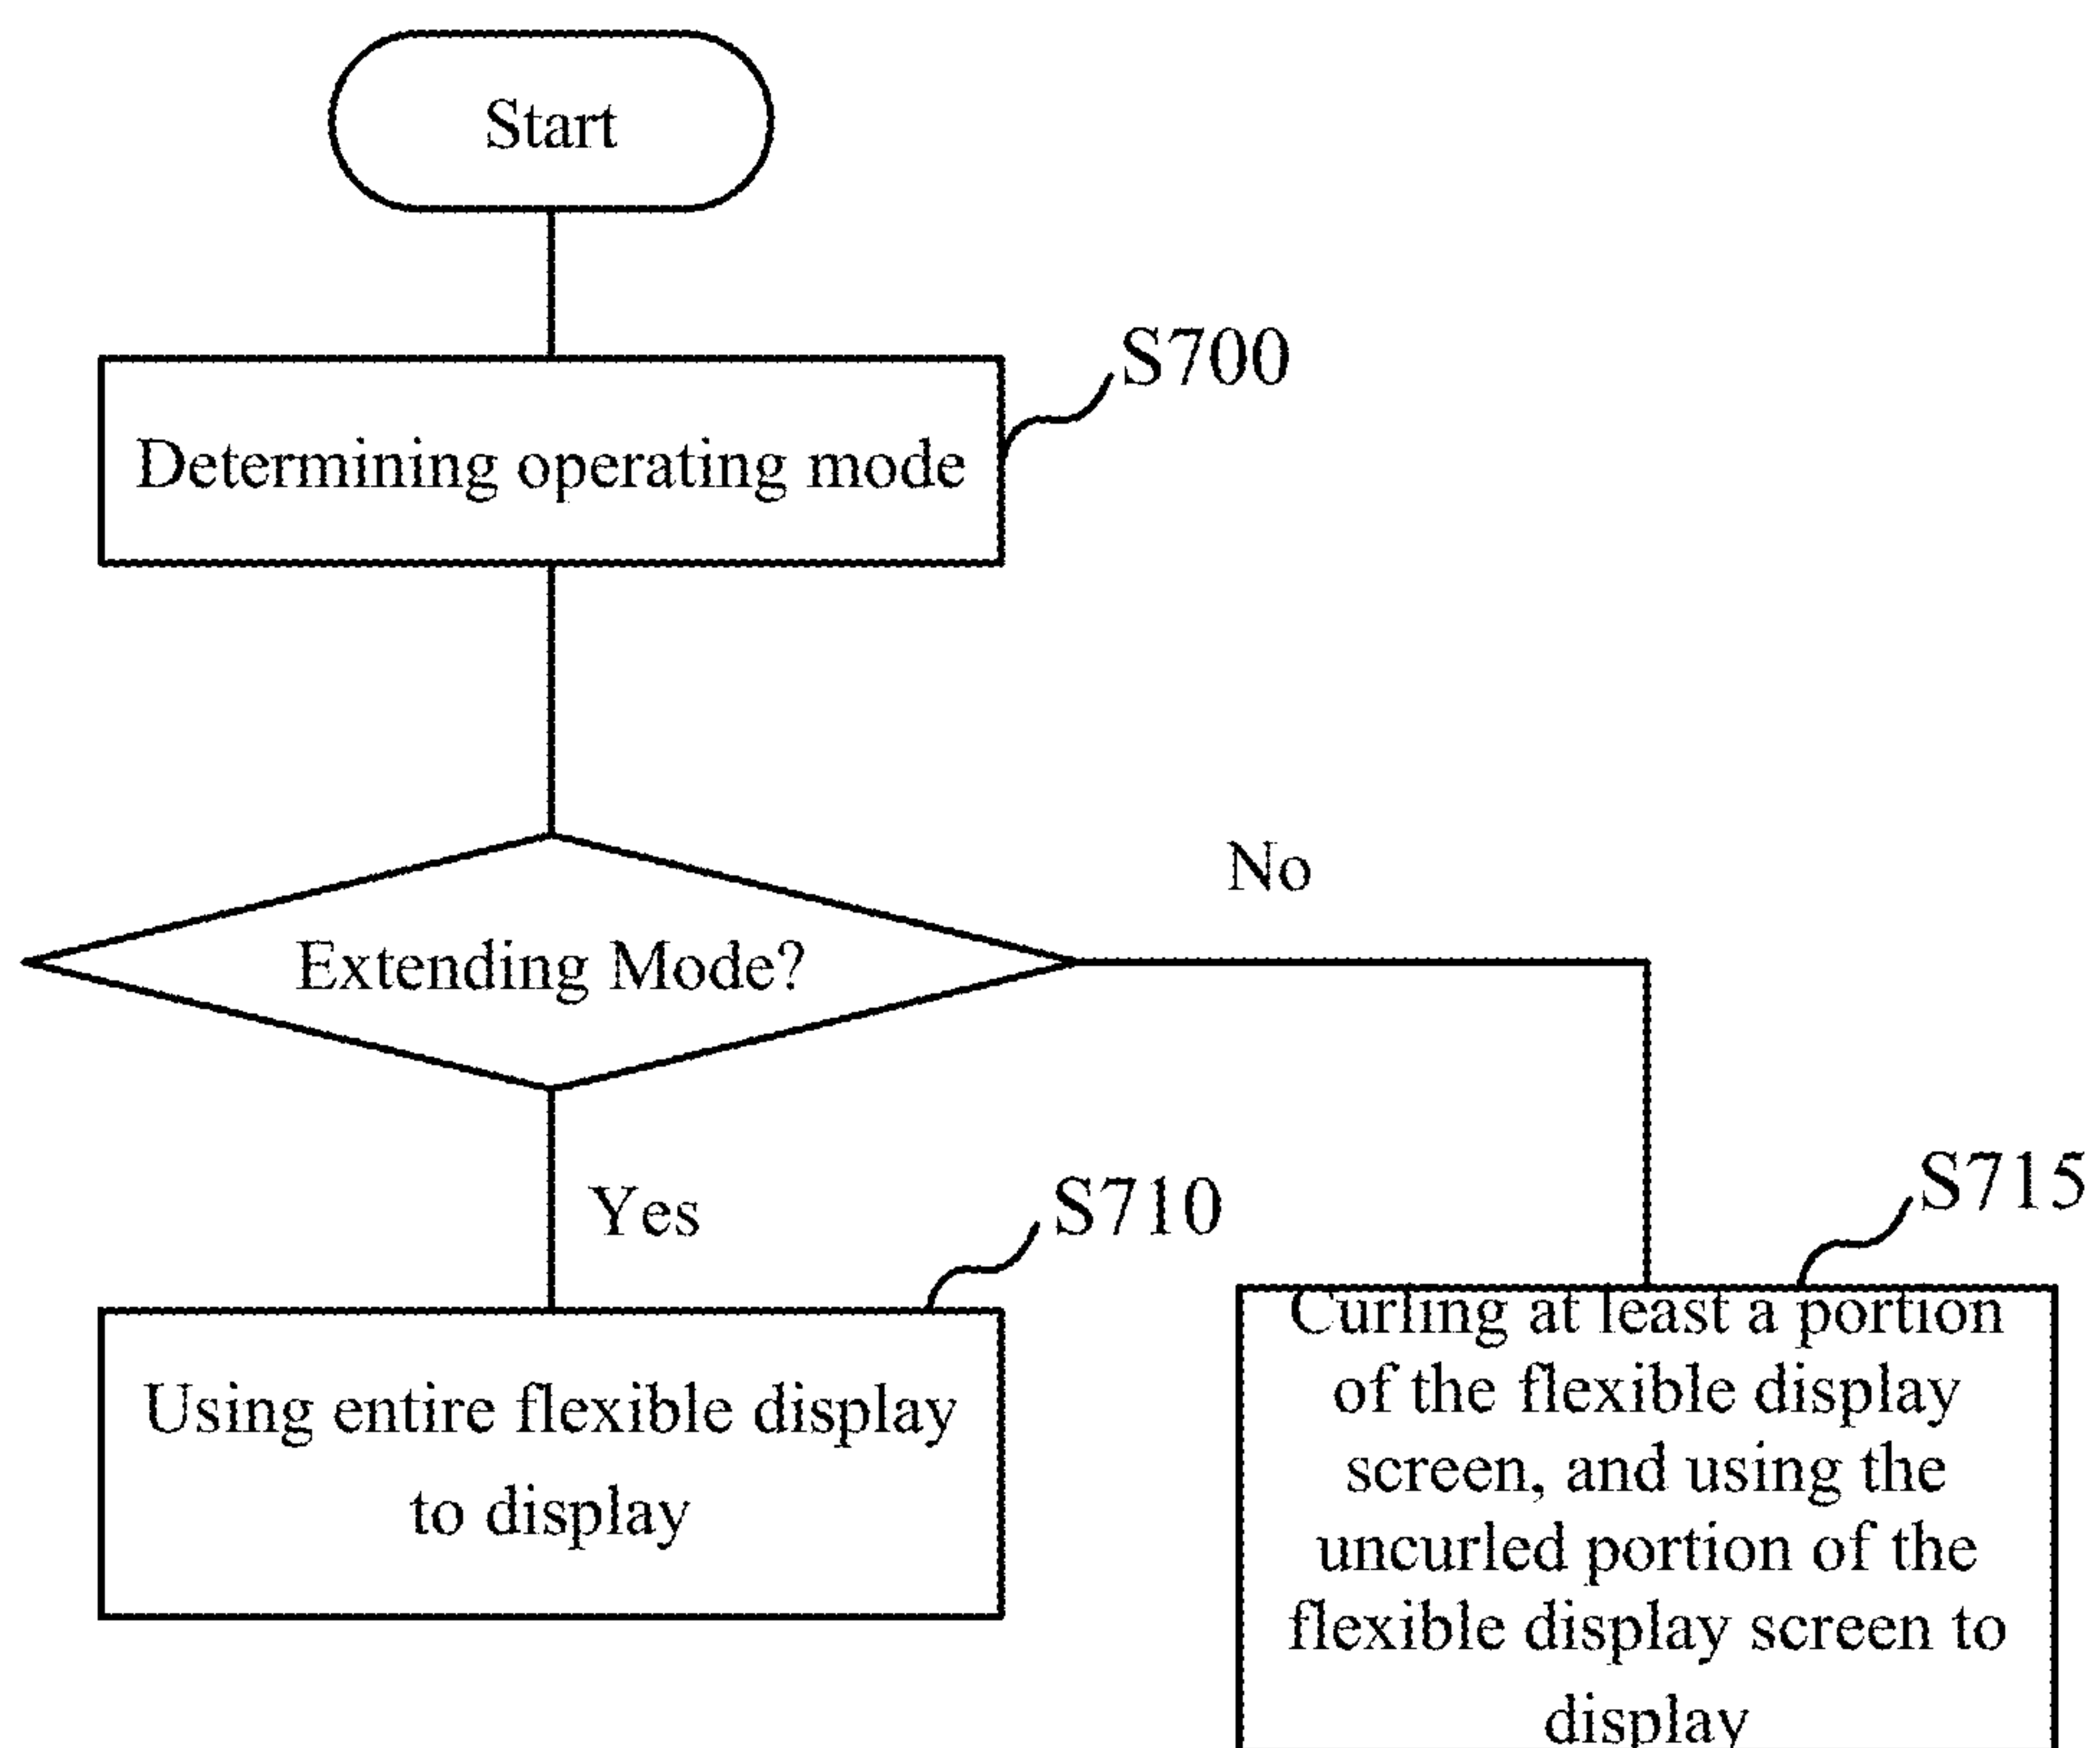 Start
S700
Determining operating mode
No
Extending Mode?
Yes
S710
S715
Using entire flexible display
to display
Curling at least a portion
of the flexible display
screen, and using the
uncurled portion of the
flexible display screen to
display